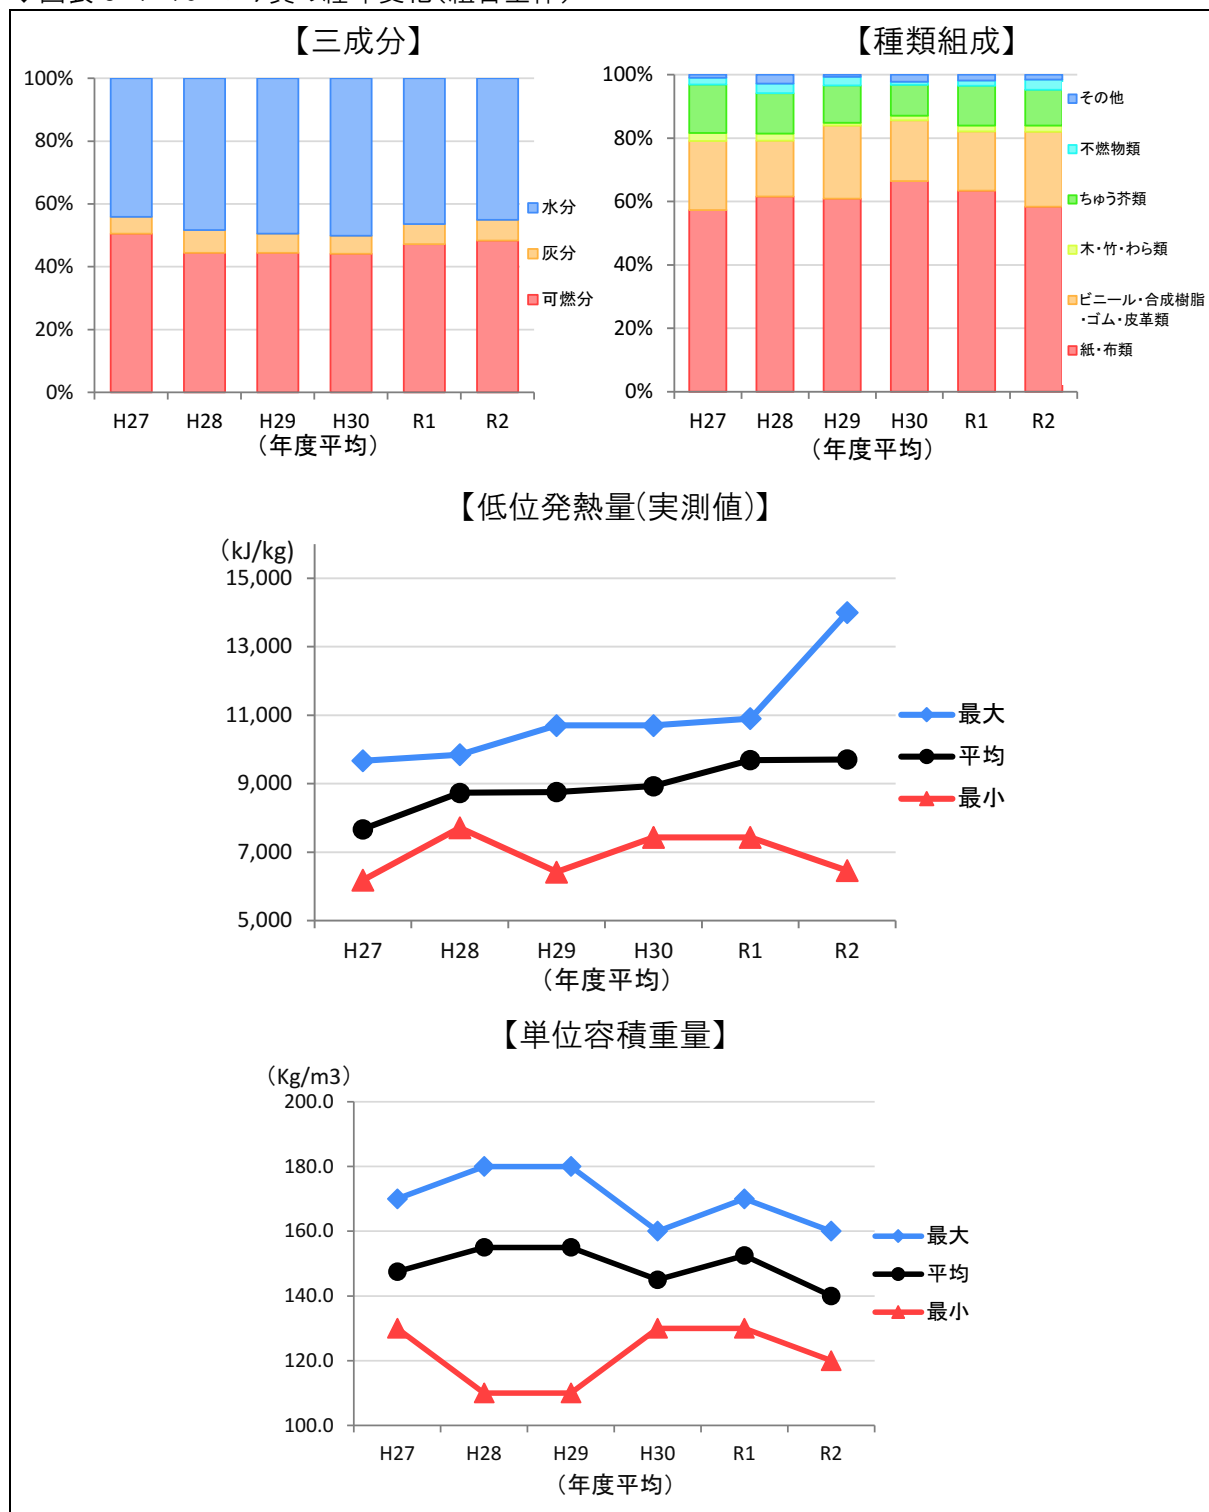 【三成分】
100%
80%
60%
40%
20%
0%
H27 H28 H29 H30 R1 R2
（年度平均）
水分
灰分
可燃分
【種類組成】
100%
80%
60%
40%
20%
0%
H27 H28 H29 H30 R1 R2
（年度平均）
その他
不燃物類
ちゅう芥類
木・竹・わら類
ビニール・合成樹脂
・ゴム・皮革類
紙・布類
【低位発熱量(実測値)】
（kJ/kg)
15,000
13,000
11,000
9,000
7,000
5,000
H27 H28 H29 H30 R1 R2
（年度平均）
最大
平均
最小
【単位容積重量】
（Kg/m3）
200.0
180.0
160.0
140.0
120.0
100.0
H27 H28 H29 H30 R1 R2
（年度平均）
最大
平均
最小